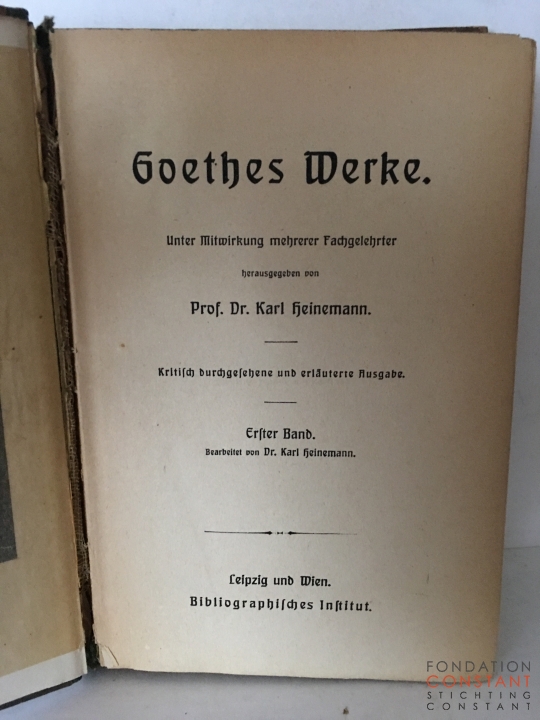 Goethes Werke.
Unter Mitwirkung mehrerer Fachgelehrter
herausgegeben von
Prof. Dr. Karl Heinemann.
Kritiſch durchgeſehene und erläuterte Ausgabe.
Erſter Band.
Bearbeitet von Dr. Karl Heinemann.
Leipzig und Wien.
Bibliographiſches Inſtitut.
FONDATION
CONSTANT
STICHTING
CONSTANT